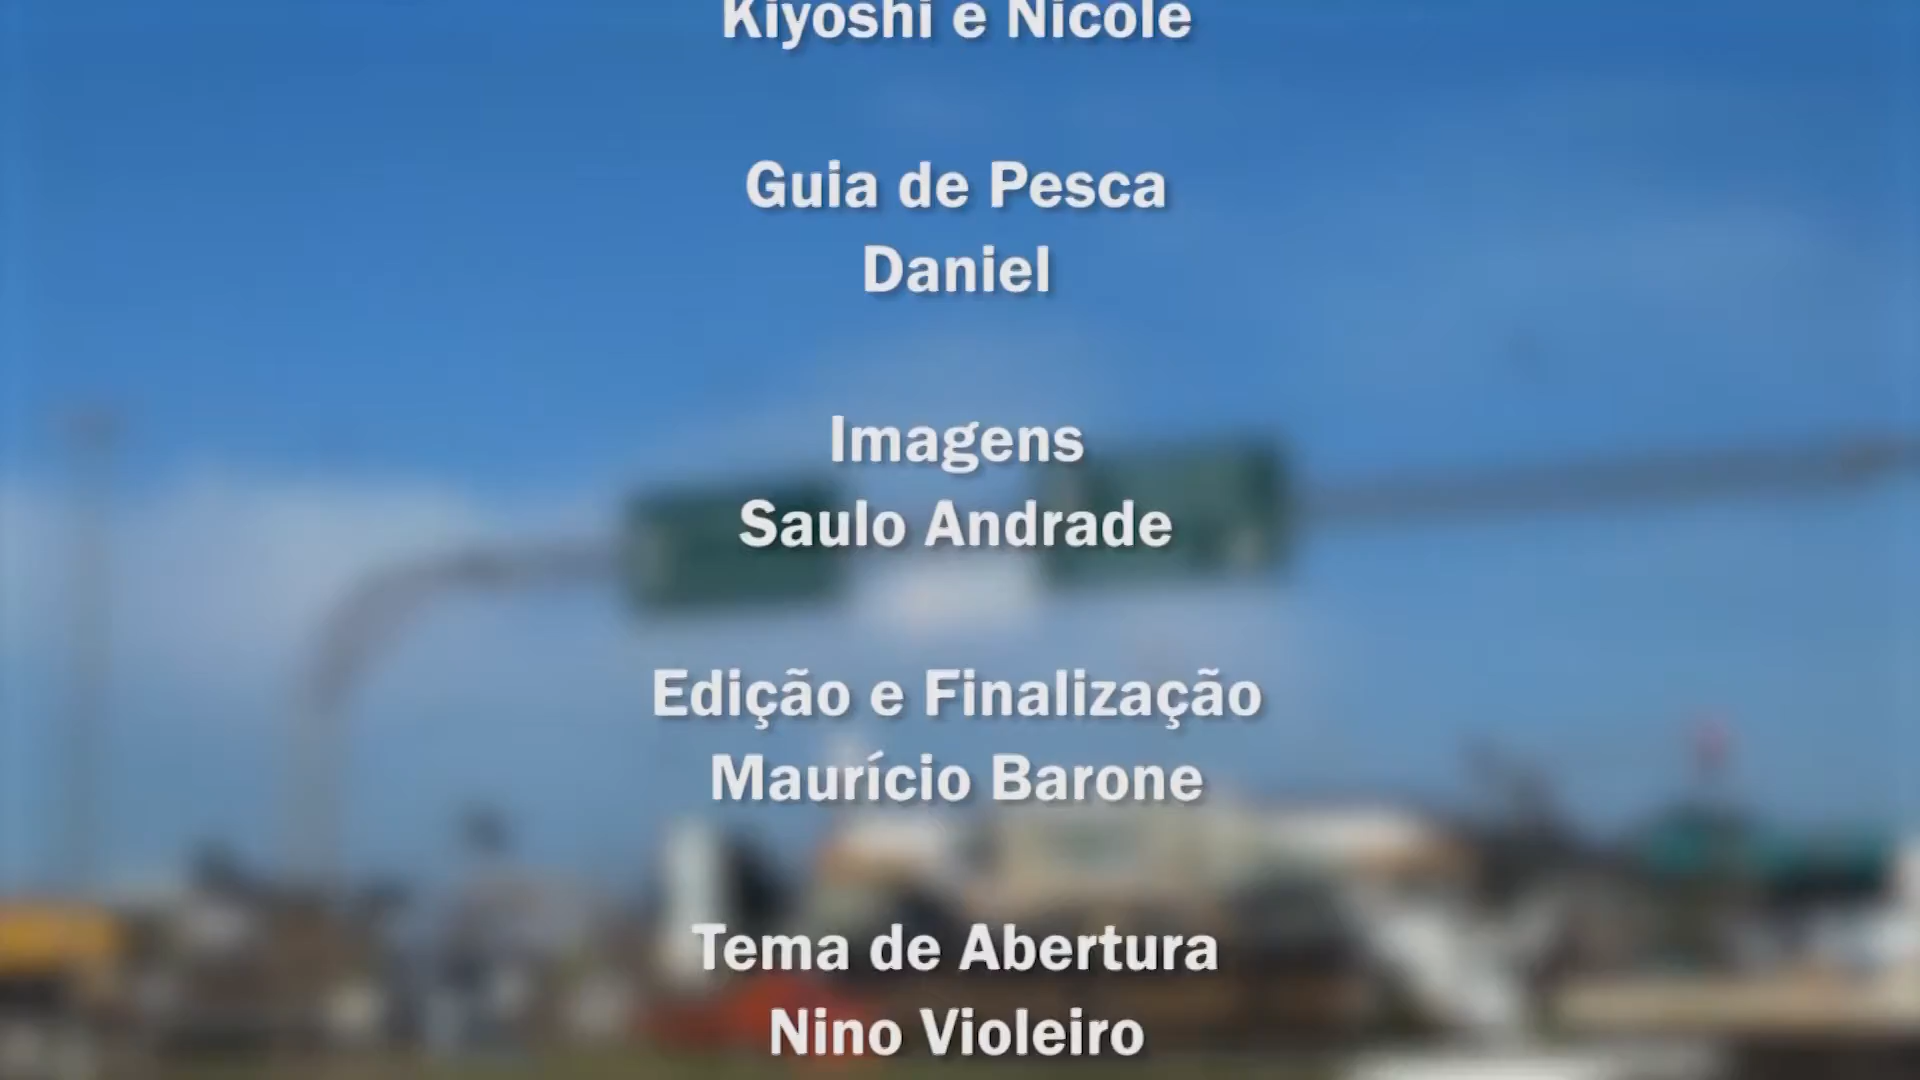 Kiyoshi e Nicole
Guia de Pesca
Daniel
Imagens
Saulo Andrade
Edição e Finalização
Maurício Barone
Tema de Abertura
Nino Violeiro